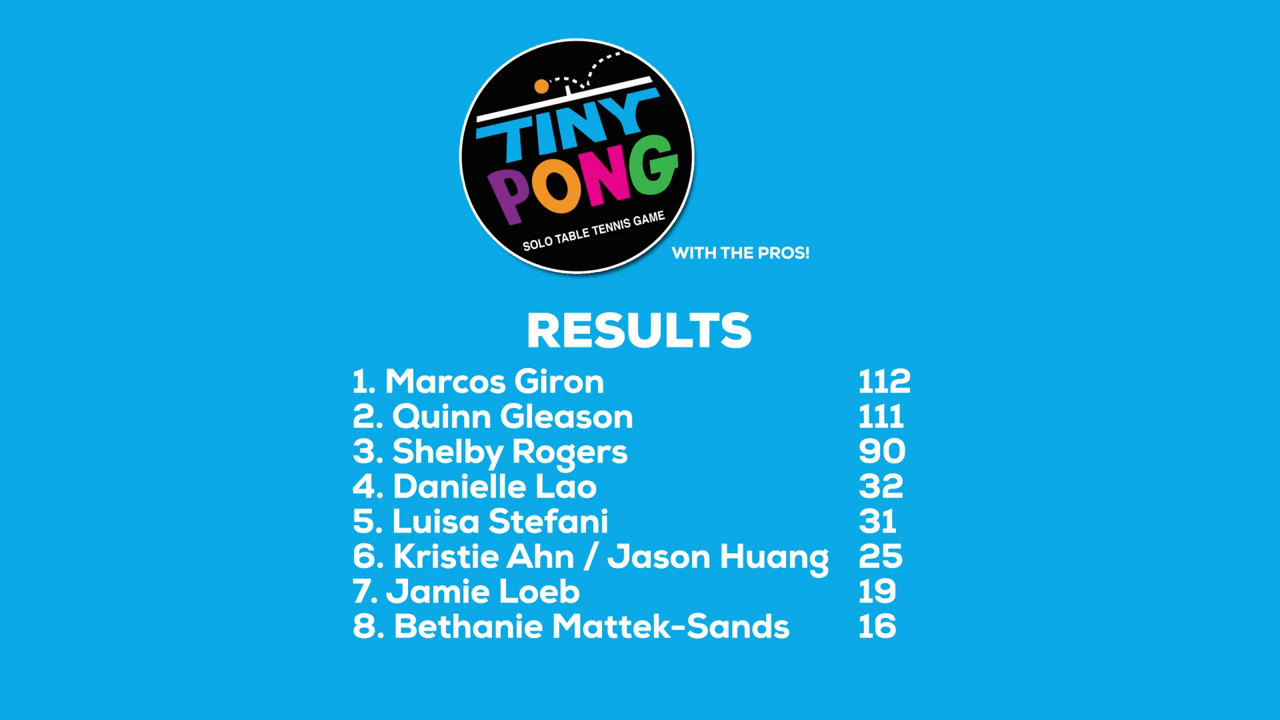 TINY
PONG
SOLO TABLE TENNIS GAME
WITH THE PROS!
RESULTS
1. Marcos Giron 112
2. Quinn Gleason 111
3. Shelby Rogers 90
4. Danielle Lao 32
5. Luisa Stefani 31
6. Kristie Ahn / Jason Huang 25
7. Jamie Loeb 19
8. Bethanie Mattek-Sands 16